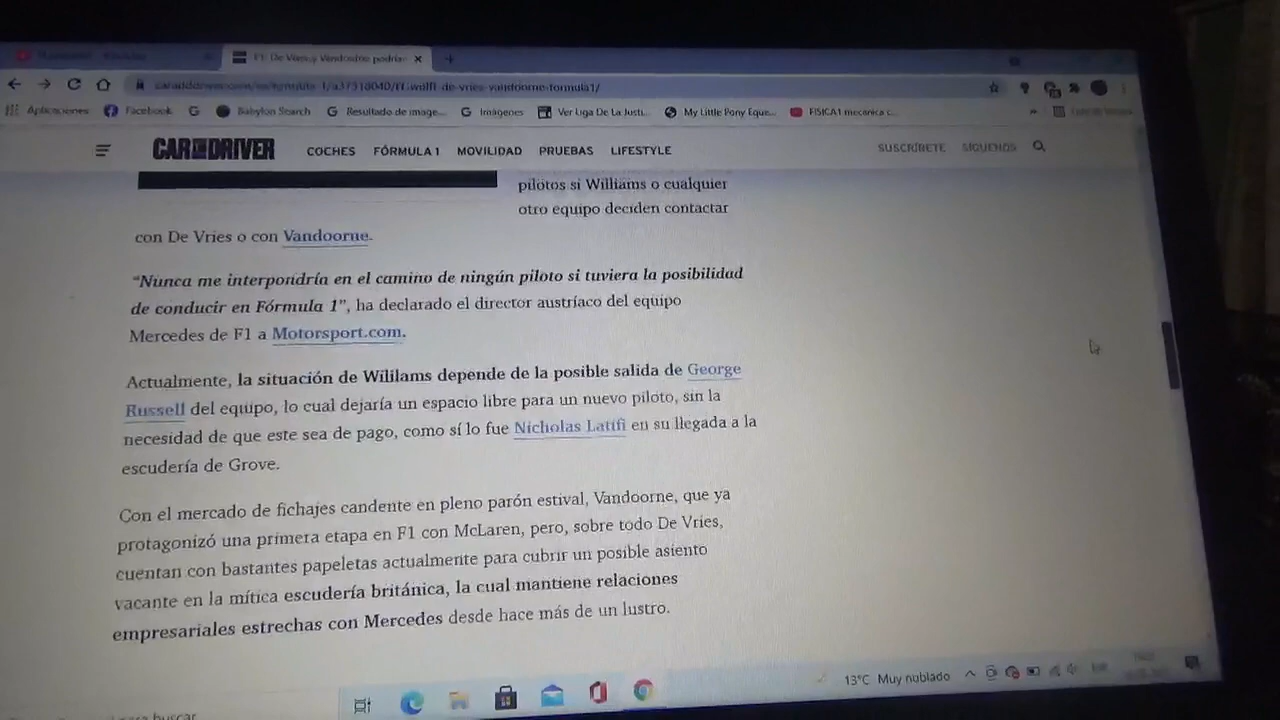 F1: De Vries y Vandoorne podría
a37318040/f1-wolff-de-vries-vandoorne-formula1/
Aplicaciones Facebook G Babylon Search Resultado de image... Imágenes Ver Liga De La Justi... My Little Pony Eque... FISICA1 mecánica c...
CAR AND DRIVER COCHES FÓRMULA 1 MOVILIDAD PRUEBAS LIFESTYLE SUSCRÍBETE SÍGUENOS
pilotos si Williams o cualquier
otro equipo deciden contactar
con De Vries o con Vandoorne.
“Nunca me interpondría en el camino de ningún piloto si tuviera la posibilidad
de conducir en Fórmula 1”, ha declarado el director austríaco del equipo
Mercedes de F1 a Motorsport.com.
Actualmente, la situación de Wililams depende de la posible salida de George
Russell del equipo, lo cual dejaría un espacio libre para un nuevo piloto, sin la
necesidad de que este sea de pago, como sí lo fue Nicholas Latifi en su llegada a la
escudería de Grove.
Con el mercado de fichajes candente en pleno parón estival, Vandoorne, que ya
protagonizó una primera etapa en F1 con McLaren, pero, sobre todo De Vries,
cuentan con bastantes papeletas actualmente para cubrir un posible asiento
vacante en la mítica escudería británica, la cual mantiene relaciones
empresariales estrechas con Mercedes desde hace más de un lustro.
13°C Muy nublado
para buscar